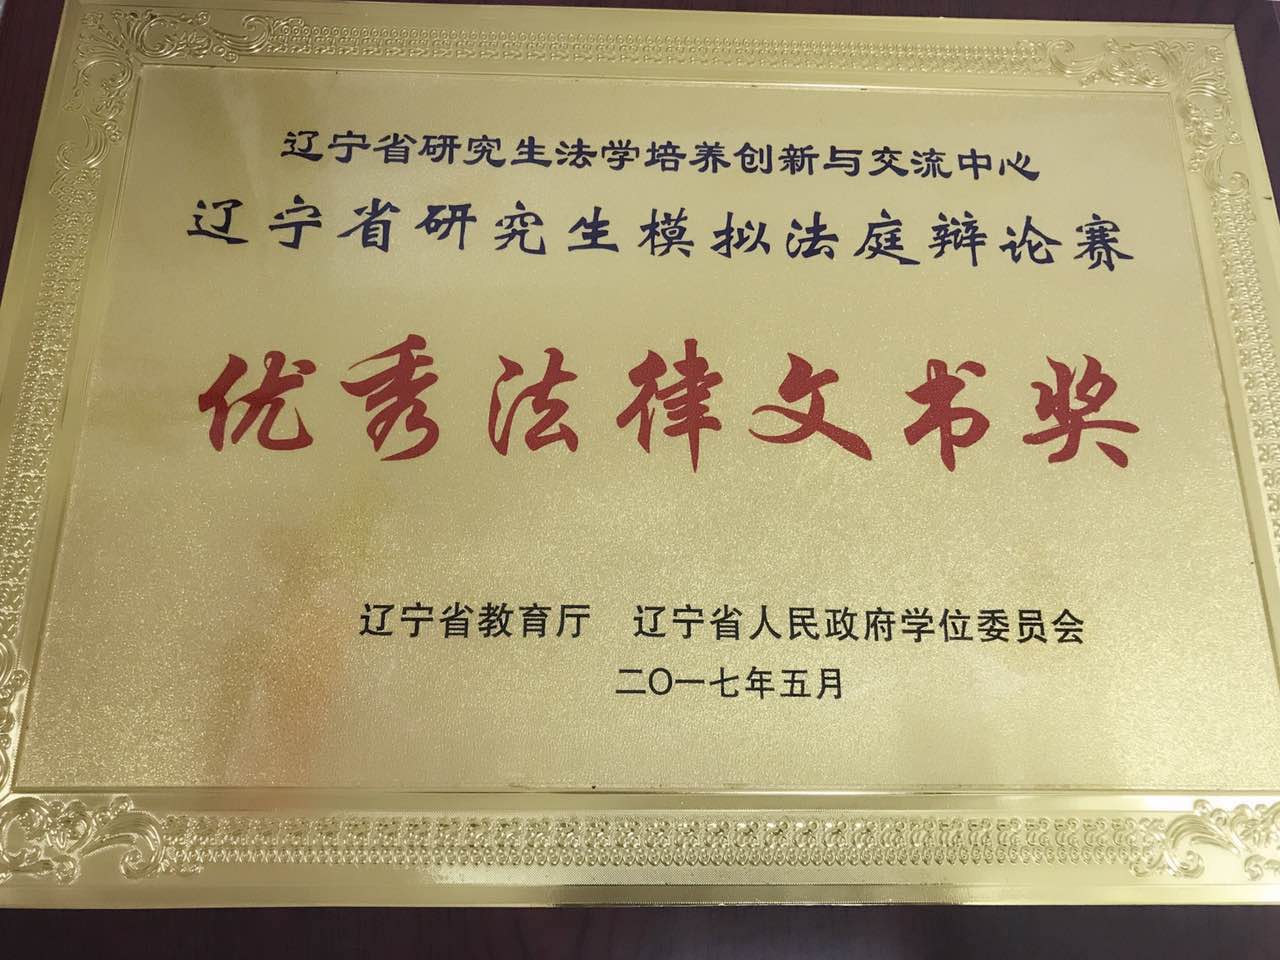 辽宁省研究生法学培养创新与交流中心
辽宁省研究生模拟法庭辩论赛
优秀法律文书奖
辽宁省教育厅 辽宁省人民政府学位委员会
二〇一七年五月